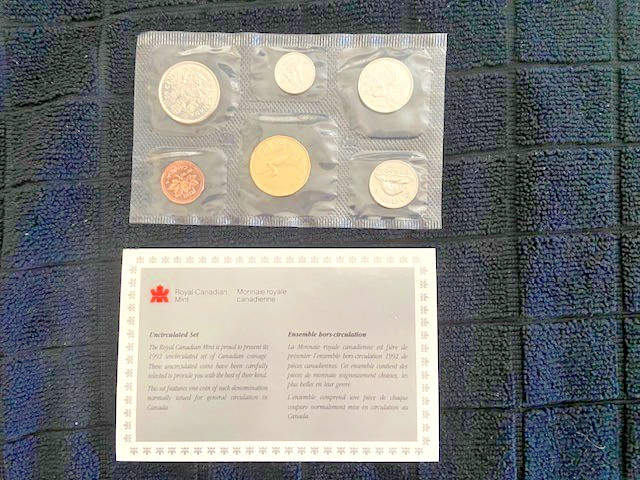 Royal Canadian
Mint
Monnaie royale
canadienne
Uncirculated Set
The Royal Canadian Mint is proud to present its
1992 uncirculated set of Canadian coinage.
These uncirculated coins have been carefully
selected to provide you with the best of their kind.
This set features one coin of each denomination
normally issued for general circulation in
Canada.
Ensemble hors-circulation
La Monnaie royale canadienne est fière de
présenter l'ensemble hors-circulation 1992 de
pièces canadiennes. Cet ensemble contient des
pièces de monnaie soigneusement choisies, les
plus belles en leur genre.
L'ensemble comprend une pièce de chaque
coupure normalement mise en circulation au
Canada.